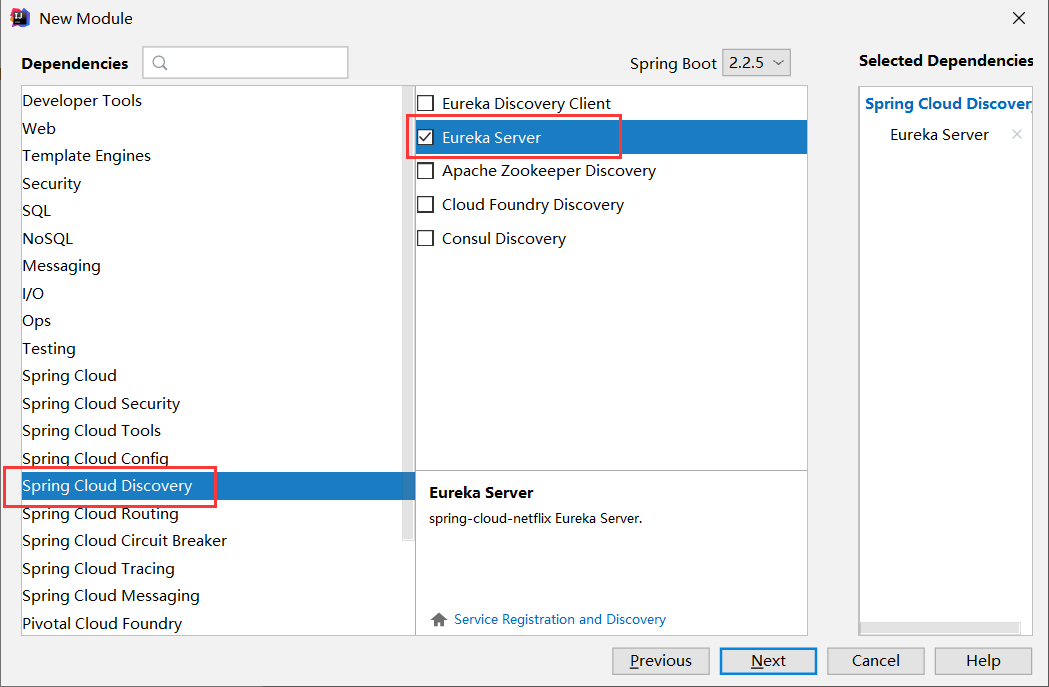 New Module
Dependencies
Spring Boot 2.2.5
Selected Dependencies
Developer Tools
Web
Template Engines
Security
SQL
NoSQL
Messaging
I/O
Ops
Testing
Spring Cloud
Spring Cloud Security
Spring Cloud Tools
Spring Cloud Config
Spring Cloud Discovery
Spring Cloud Routing
Spring Cloud Circuit Breaker
Spring Cloud Tracing
Spring Cloud Messaging
Pivotal Cloud Foundry
Eureka Discovery Client
Eureka Server
Apache Zookeeper Discovery
Cloud Foundry Discovery
Consul Discovery
Eureka Server
spring-cloud-netflix Eureka Server.
Service Registration and Discovery
Spring Cloud Discover
Eureka Server
Previous
Next
Cancel
Help